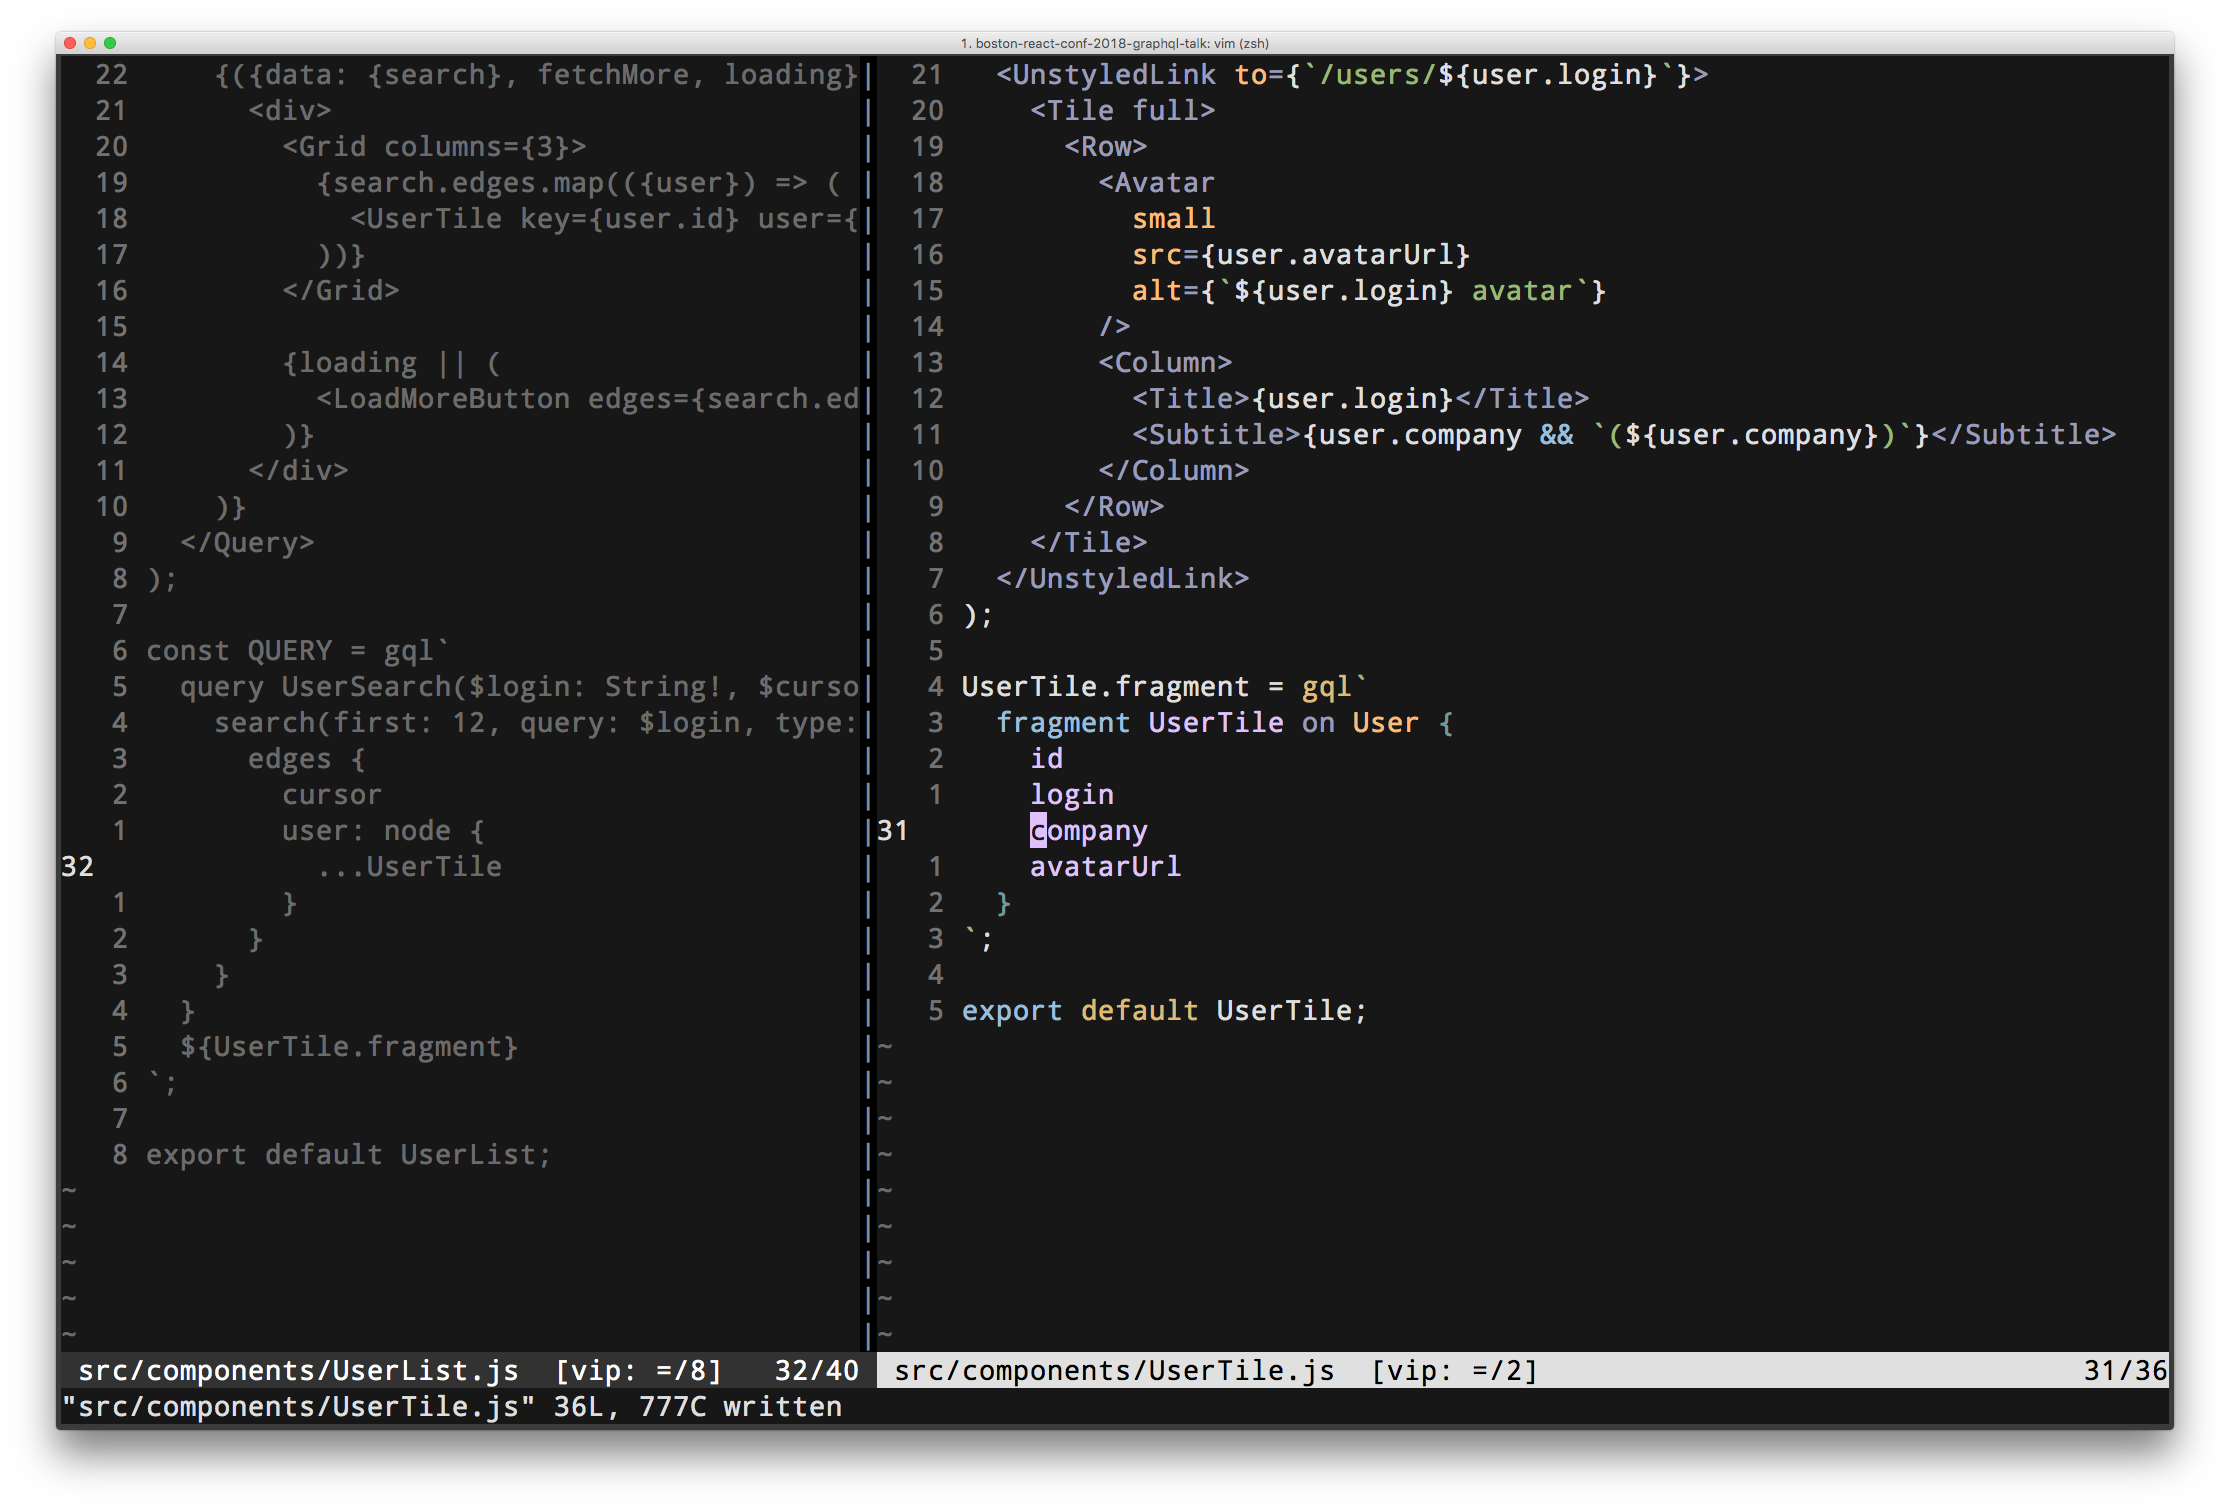 1. boston-react-conf-2018-graphql-talk: vim (zsh)
22     {({data: {search}, fetchMore, loading}
21       <div>
20         <Grid columns={3}>
19           {search.edges.map(({user}) => (
18             <UserTile key={user.id} user={
17           ))}
16         </Grid>
15
14         {loading || (
13           <LoadMoreButton edges={search.ed
12         )}
11       </div>
10     )}
9   </Query>
8 );
7
6 const QUERY = gql`
5   query UserSearch($login: String!, $curso
4     search(first: 12, query: $login, type:
3       edges {
2         cursor
1         user: node {
32           ...UserTile
1         }
2       }
3     }
4   }
5   ${UserTile.fragment}
6 `;
7
8 export default UserList;
~
~
~
~
~
src/components/UserList.js  [vip: =/8]   32/40
21   <UnstyledLink to={`/users/${user.login}`}>
20     <Tile full>
19       <Row>
18         <Avatar
17           small
16           src={user.avatarUrl}
15           alt={`${user.login} avatar`}
14         />
13         <Column>
12           <Title>{user.login}</Title>
11           <Subtitle>{user.company && `(${user.company})`}</Subtitle>
10         </Column>
9       </Row>
8     </Tile>
7   </UnstyledLink>
6 );
5
4 UserTile.fragment = gql`
3   fragment UserTile on User {
2     id
1     login
31     company
1     avatarUrl
2   }
3 `;
4
5 export default UserTile;
~
~
~
~
~
~
~
~
~
src/components/UserTile.js  [vip: =/2]   31/36
"src/components/UserTile.js" 36L, 777C written